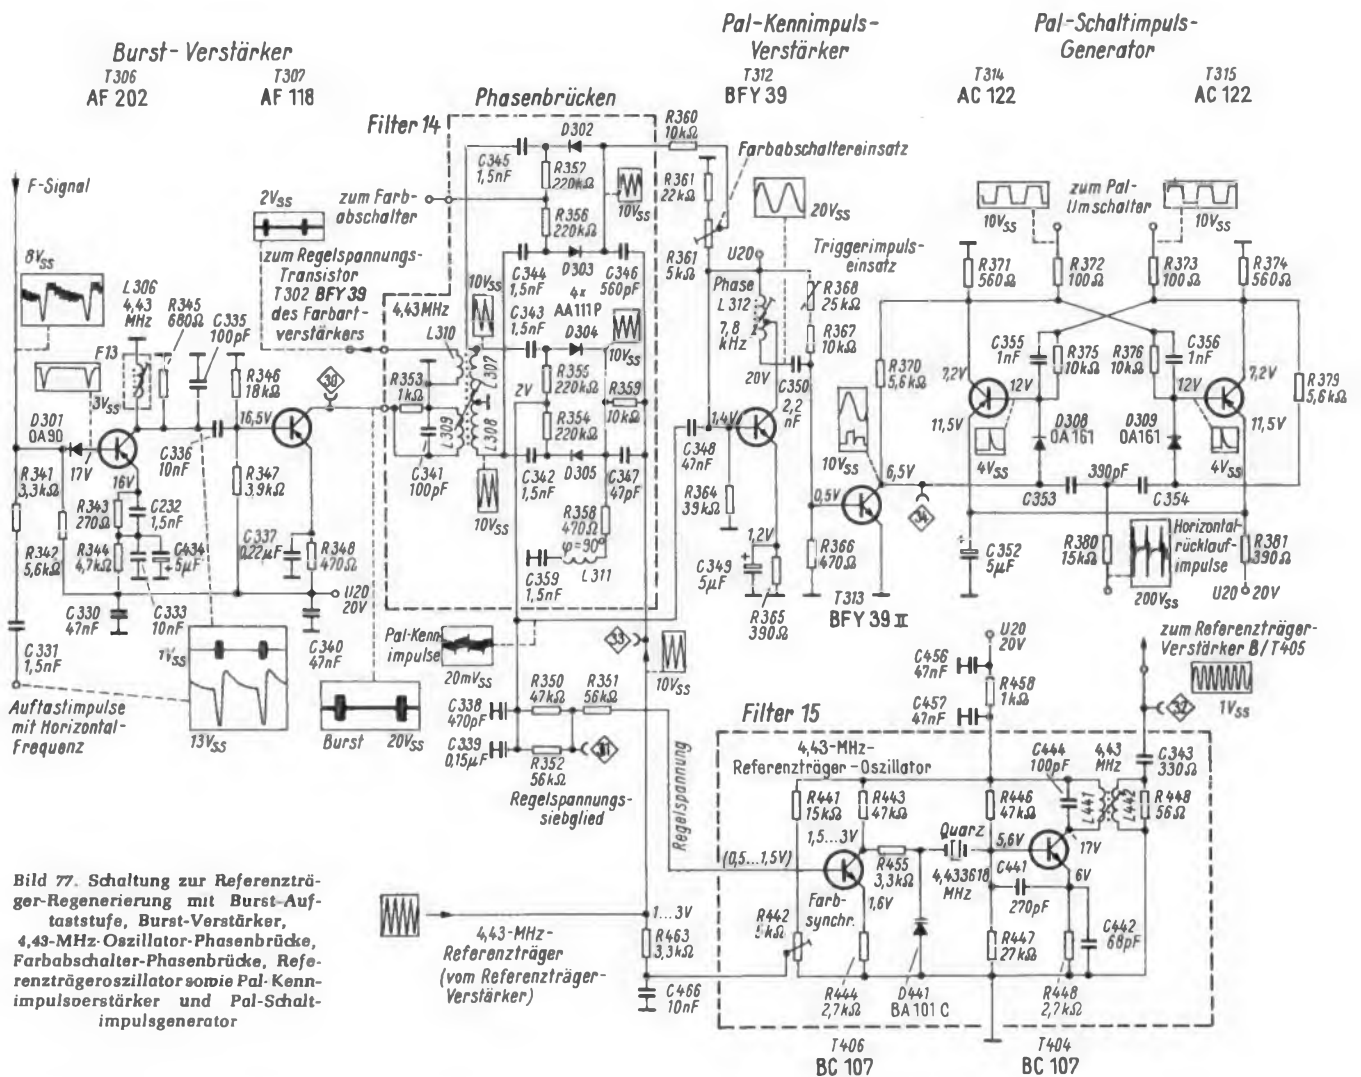 Burst-Verstärker
T306
AF 202
T307
AF 118
Pal-Kennimpuls-
Verstärker
T312
BFY 39
Pal-Schaltimpuls-
Generator
T314
AC 122
T315
AC 122
Phasenbrücken
Filter 14
F-Signal
8Vss
L306
4,43
MHz
R345
680Ω
C335
100pF
F13
3Vss
D301
OA90
17V
16V
R341
3,3kΩ
R342
5,6kΩ
R343
270Ω
R344
4,7kΩ
C232
1,5nF
C434
5µF
C330
47nF
C333
10nF
C331
1,5nF
Auftastimpulse
mit Horizontal-
Frequenz
1Vss
13Vss
C336
10nF
R346
18kΩ
16,5V
R347
3,9kΩ
C337
0,22µF
R348
470Ω
U20
20V
C340
47nF
30
2Vss
zum Regelspannungs-
Transistor
T302 BFY39
des Farbart-
verstärkers
zum Farb-
abschalter
Burst
20Vss
4,43MHz
L310
R353
1kΩ
C341
100pF
L309
L307
L308
10Vss
10Vss
C345
1,5nF
D302
R357
220kΩ
R356
220kΩ
10Vss
C344
1,5nF
D303
C346
560pF
4x
AA111P
C343
1,5nF
D304
10Vss
2V
R355
220kΩ
R359
10kΩ
R354
220kΩ
C342
1,5nF
D305
C347
47pF
R358
470Ω
φ=90°
C359
1,5nF
L311
R360
10kΩ
R361
22kΩ
Farbabschaltereinsatz
R361
5kΩ
U20
20Vss
Phase
L312
7,8
kHz
R368
25kΩ
R367
10kΩ
20V
C350
2,2
nF
1,4V
C348
47nF
R364
39kΩ
1,2V
C349
5µF
R365
390Ω
Triggerimpuls-
einsatz
R370
5,6kΩ
10Vss
6,5V
0,5V
R366
470Ω
T313
BFY 39 II
34
10Vss
zum Pal-
Umschalter
10Vss
R371
560Ω
R372
100Ω
R373
100Ω
R374
560Ω
C355
1nF
R375
10kΩ
R376
10kΩ
C356
1nF
R379
5,6kΩ
7,2V
12V
12V
7,2V
11,5V
11,5V
D308
OA161
D309
OA161
4Vss
4Vss
390pF
C353
C354
C352
5µF
R380
15kΩ
Horizontal-
rücklauf-
impulse
200Vss
R381
390Ω
U20 20V
Pal-Kenn-
impulse
20mVss
33
10Vss
C338
470pF
R350
47kΩ
R351
56kΩ
C339
0,15µF
R352
56kΩ
31
Regelspannungs-
siebglied
Regelspannung
U20
20V
C456
47nF
R458
1kΩ
C457
47nF
zum Referenzträger-
Verstärker B/T405
1Vss
32
Filter 15
4,43-MHz-
Referenzträger-Oszillator
C444
100pF
4,43
MHz
C343
330Ω
L441
L442
R448
56Ω
R441
15kΩ
R443
47kΩ
R446
47kΩ
1,5...3V
(0,5...1,5V)
Quarz
5,6V
R455
3,3kΩ
4,433618
MHz
C441
270pF
17V
6V
Farb-
synchr.
1,6V
R442
5kΩ
R447
27kΩ
C442
68pF
R444
2,7kΩ
D441
BA101 C
R448
2,7kΩ
T406
BC 107
T404
BC 107
1...3V
4,43-MHz-
Referenzträger
(vom Referenzträger-
Verstärker)
R463
3,3kΩ
C466
10nF
Bild 77. Schaltung zur Referenzträ-
ger-Regenerierung mit Burst-Auf-
taststufe, Burst-Verstärker,
4,43-MHz-Oszillator-Phasenbrücke,
Farbabschalter-Phasenbrücke, Refe-
renzträgeroszillator sowie Pal-Kenn-
impulsverstärker und Pal-Schalt-
impulsgenerator